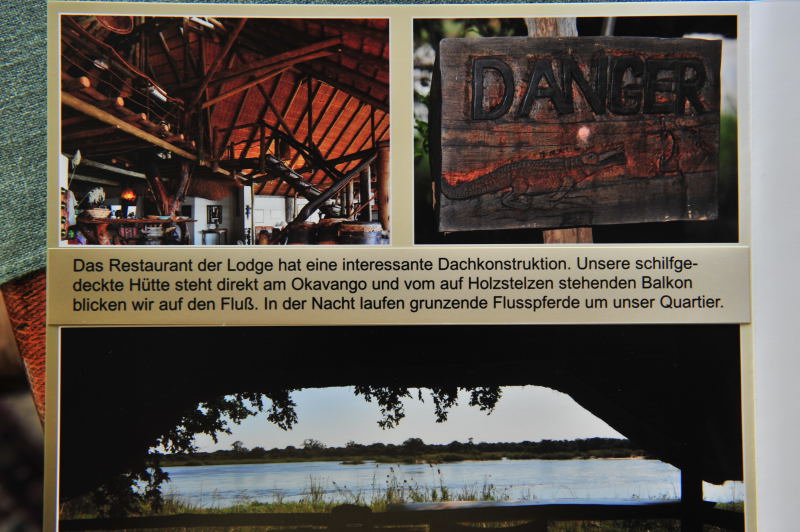 DANGER
Das Restaurant der Lodge hat eine interessante Dachkonstruktion. Unsere schilfge-
deckte Hütte steht direkt am Okavango und vom auf Holzstelzen stehenden Balkon
blicken wir auf den Fluß. In der Nacht laufen grunzende Flusspferde um unser Quartier.